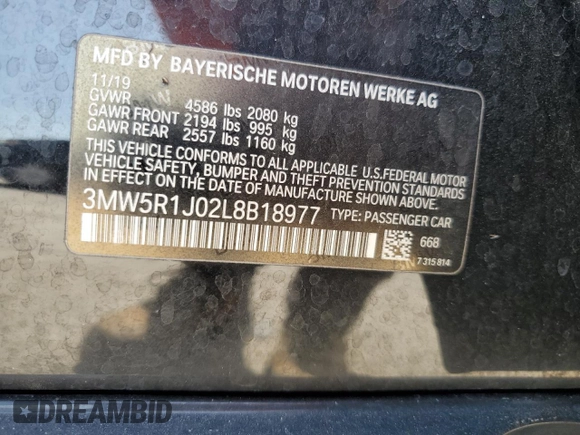 MFD BY BAYERISCHE MOTOREN WERKE AG
11/19
GVWR 4586 lbs 2080 kg
GAWR FRONT 2194 lbs 995 kg
GAWR REAR 2557 lbs 1160 kg
THIS VEHICLE CONFORMS TO ALL APPLICABLE U.S.FEDERAL MOTOR
VEHICLE SAFETY, BUMPER AND THEFT PREVENTION STANDARDS
IN EFFECT ON THE DATE OF MANUFACTURE SHOWN ABOVE.
3MW5R1J02L8B18977 TYPE: PASSENGER CAR
668
7 315 814
DREAMBID